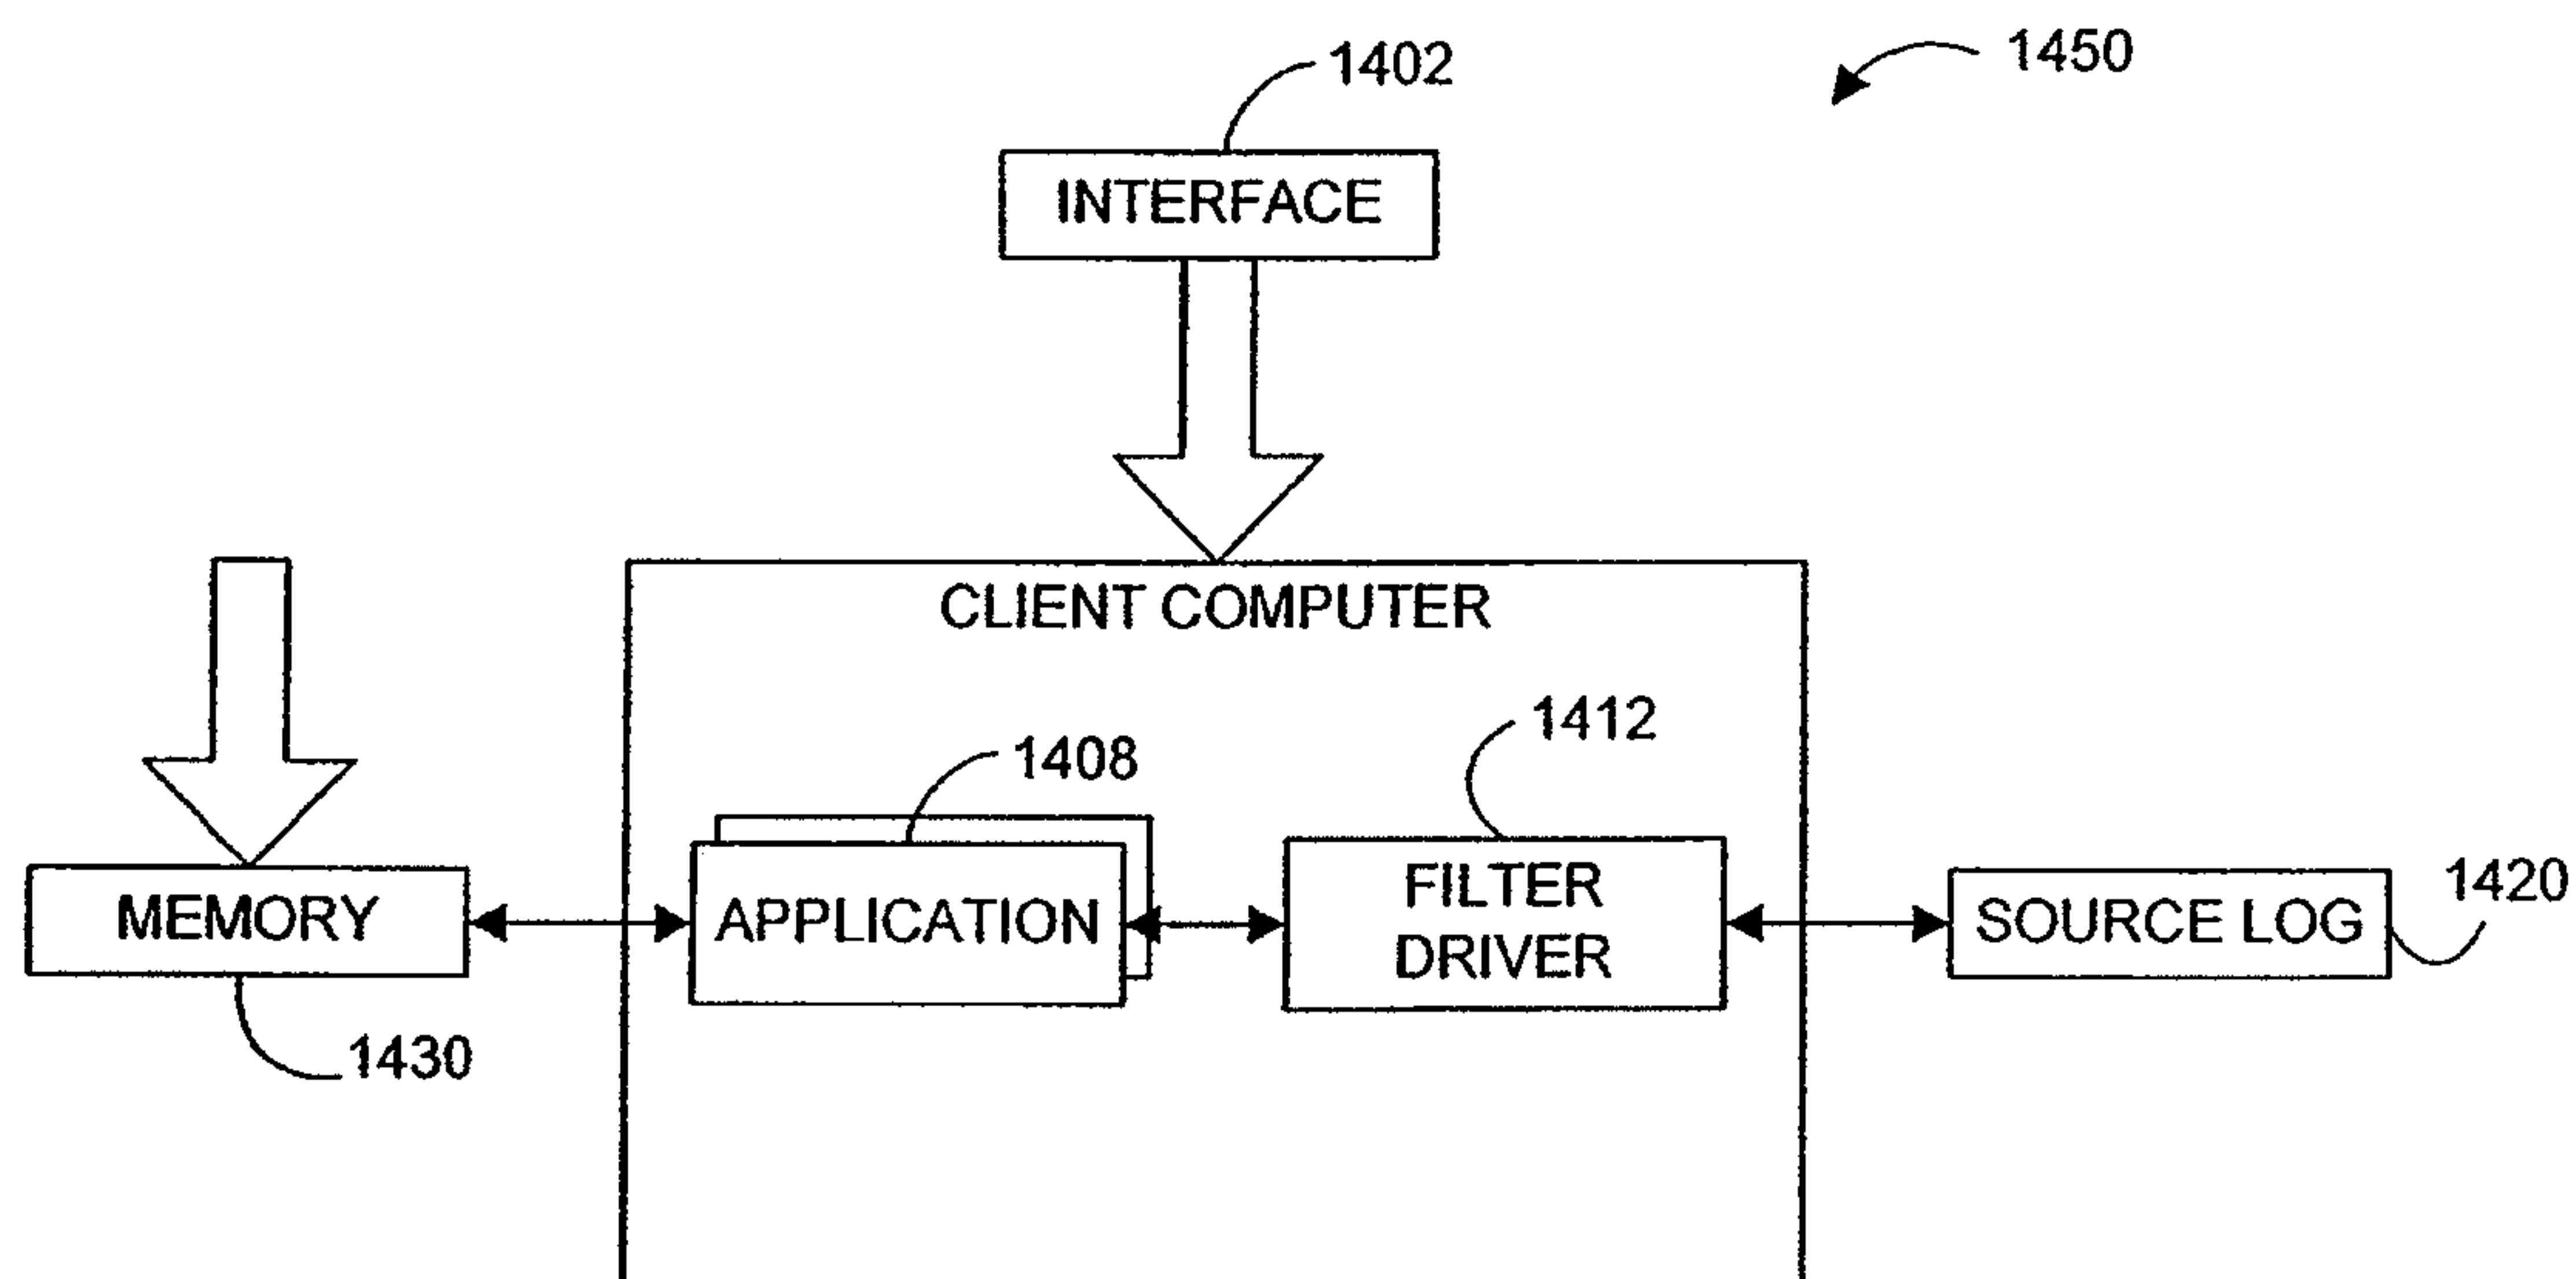 1450
1402
INTERFACE
CLIENT COMPUTER
1412
1408
FILTER
DRIVER
1420
MEMORY
APPLICATION
SOURCE LOG
1430